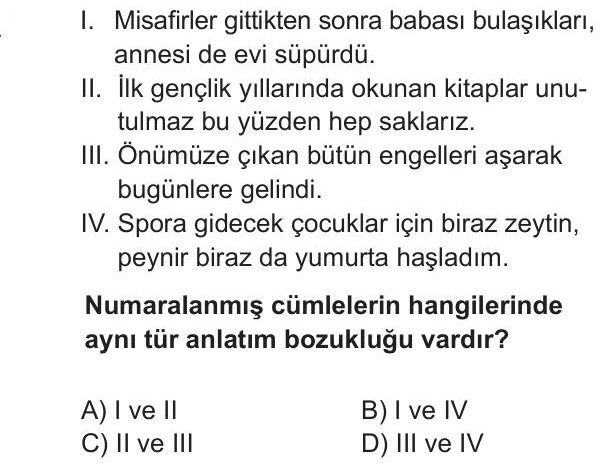 I. Misafirler gittikten sonra babası bulaşıkları,
annesi de evi süpürdü.
II. İlk gençlik yıllarında okunan kitaplar unu-
tulmaz bu yüzden hep saklarız.
III. Önümüze çıkan bütün engelleri aşarak
bugünlere gelindi.
IV. Spora gidecek çocuklar için biraz zeytin,
peynir biraz da yumurta haşladım.
Numaralanmış cümlelerin hangilerinde
aynı tür anlatım bozukluğu vardır?
A) I ve II B) I ve IV
C) II ve III D) III ve IV